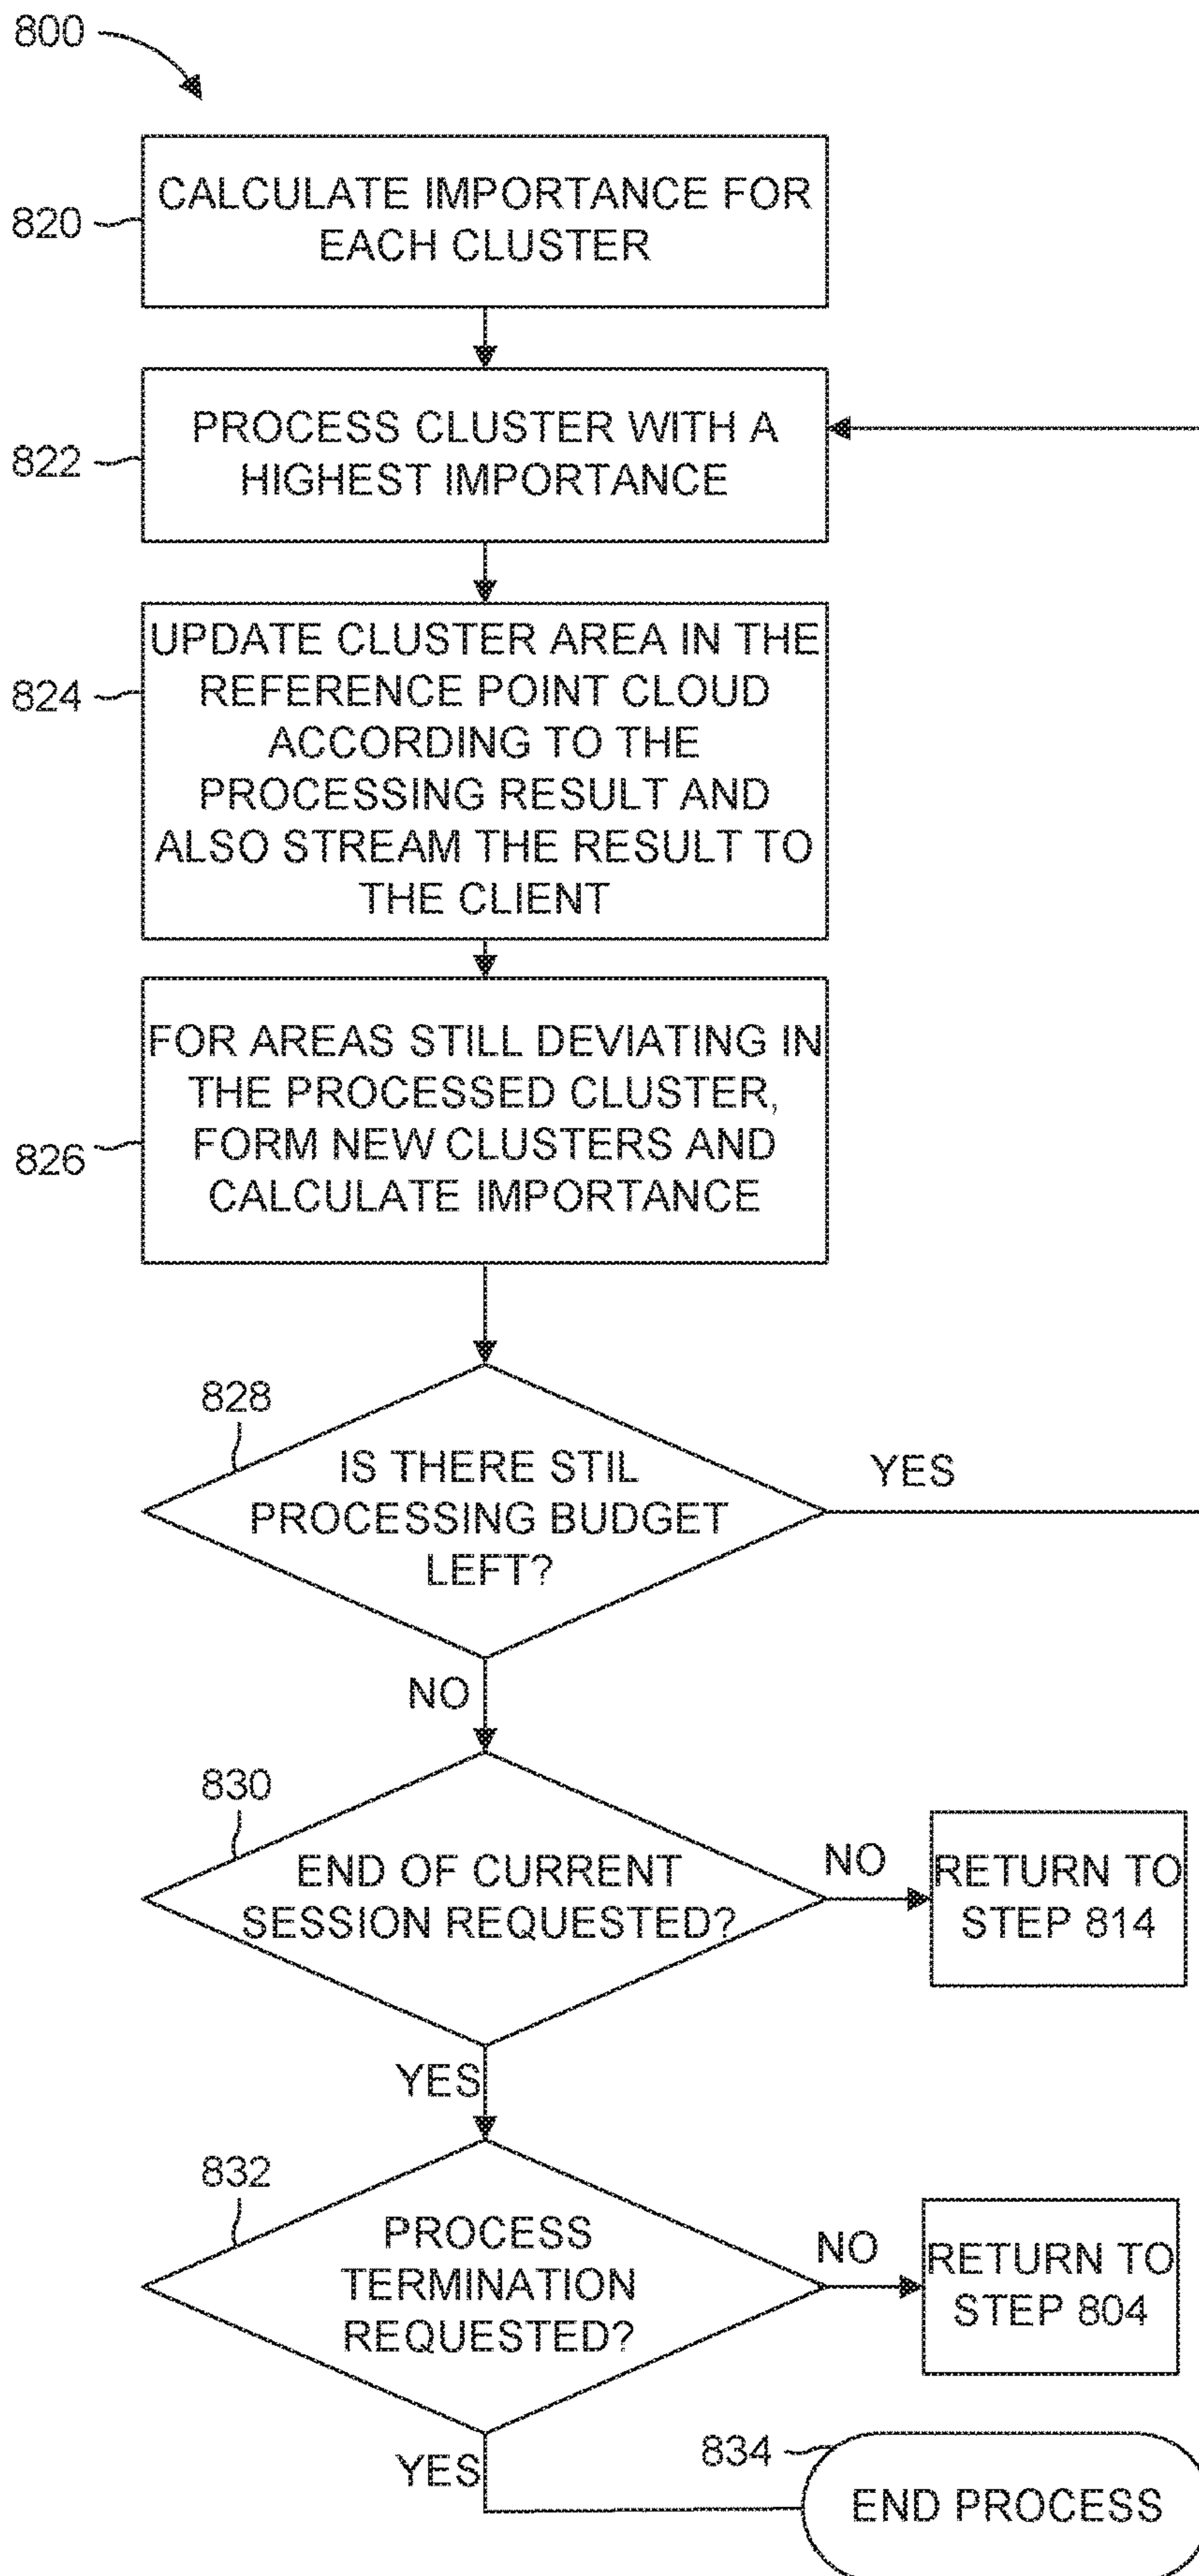 800
820
CALCULATE IMPORTANCE FOR
EACH CLUSTER
822
PROCESS CLUSTER WITH A
HIGHEST IMPORTANCE
824
UPDATE CLUSTER AREA IN THE
REFERENCE POINT CLOUD
ACCORDING TO THE
PROCESSING RESULT AND
ALSO STREAM THE RESULT TO
THE CLIENT
826
FOR AREAS STILL DEVIATING IN
THE PROCESSED CLUSTER,
FORM NEW CLUSTERS AND
CALCULATE IMPORTANCE
828
IS THERE STIL
PROCESSING BUDGET
LEFT?
YES
NO
830
END OF CURRENT
SESSION REQUESTED?
NO
RETURN TO
STEP 814
YES
832
PROCESS
TERMINATION
REQUESTED?
NO
RETURN TO
STEP 804
YES
834
END PROCESS